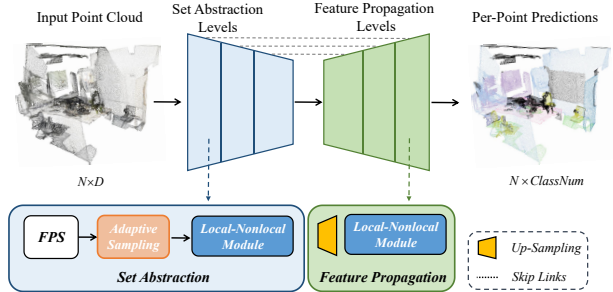 Input Point Cloud
Set Abstraction
Levels
Feature Propagation
Levels
Per-Point Predictions
N×D
N × ClassNum
FPS
Adaptive
Sampling
Local-Nonlocal
Module
Set Abstraction
Local-Nonlocal
Module
Feature Propagation
Up-Sampling
Skip Links